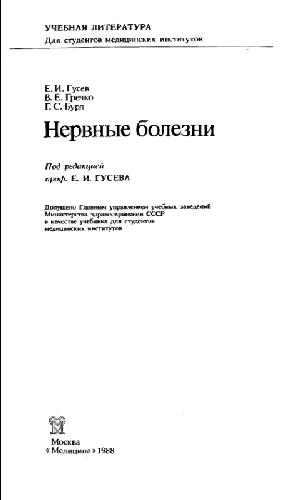 УЧЕБНАЯ ЛИТЕРАТУРА
Для студентов медицинских институтов
Е. И. Гусев
В. Е. Гречко
Г. С. Бурд
Нервные болезни
Под редакцией
проф. Е. И. ГУСЕВА
Допущено Главным управлением учебных заведений
Министерства здравоохранения СССР
в качестве учебника для студентов
медицинских институтов
Москва
«Медицина» 1988